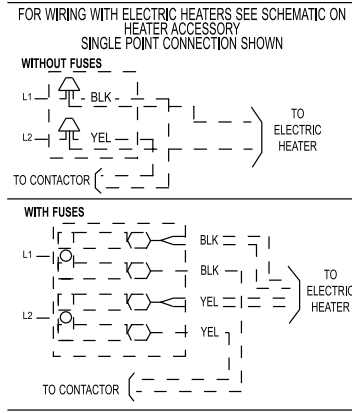 FOR WIRING WITH ELECTRIC HEATERS SEE SCHEMATIC ON
HEATER ACCESSORY
SINGLE POINT CONNECTION SHOWN
WITHOUT FUSES
L1
BLK
L2
YEL
TO
ELECTRIC
HEATER
TO CONTACTOR
WITH FUSES
BLK
L1
BLK
YEL
TO
ELECTRIC
HEATER
L2
YEL
TO CONTACTOR